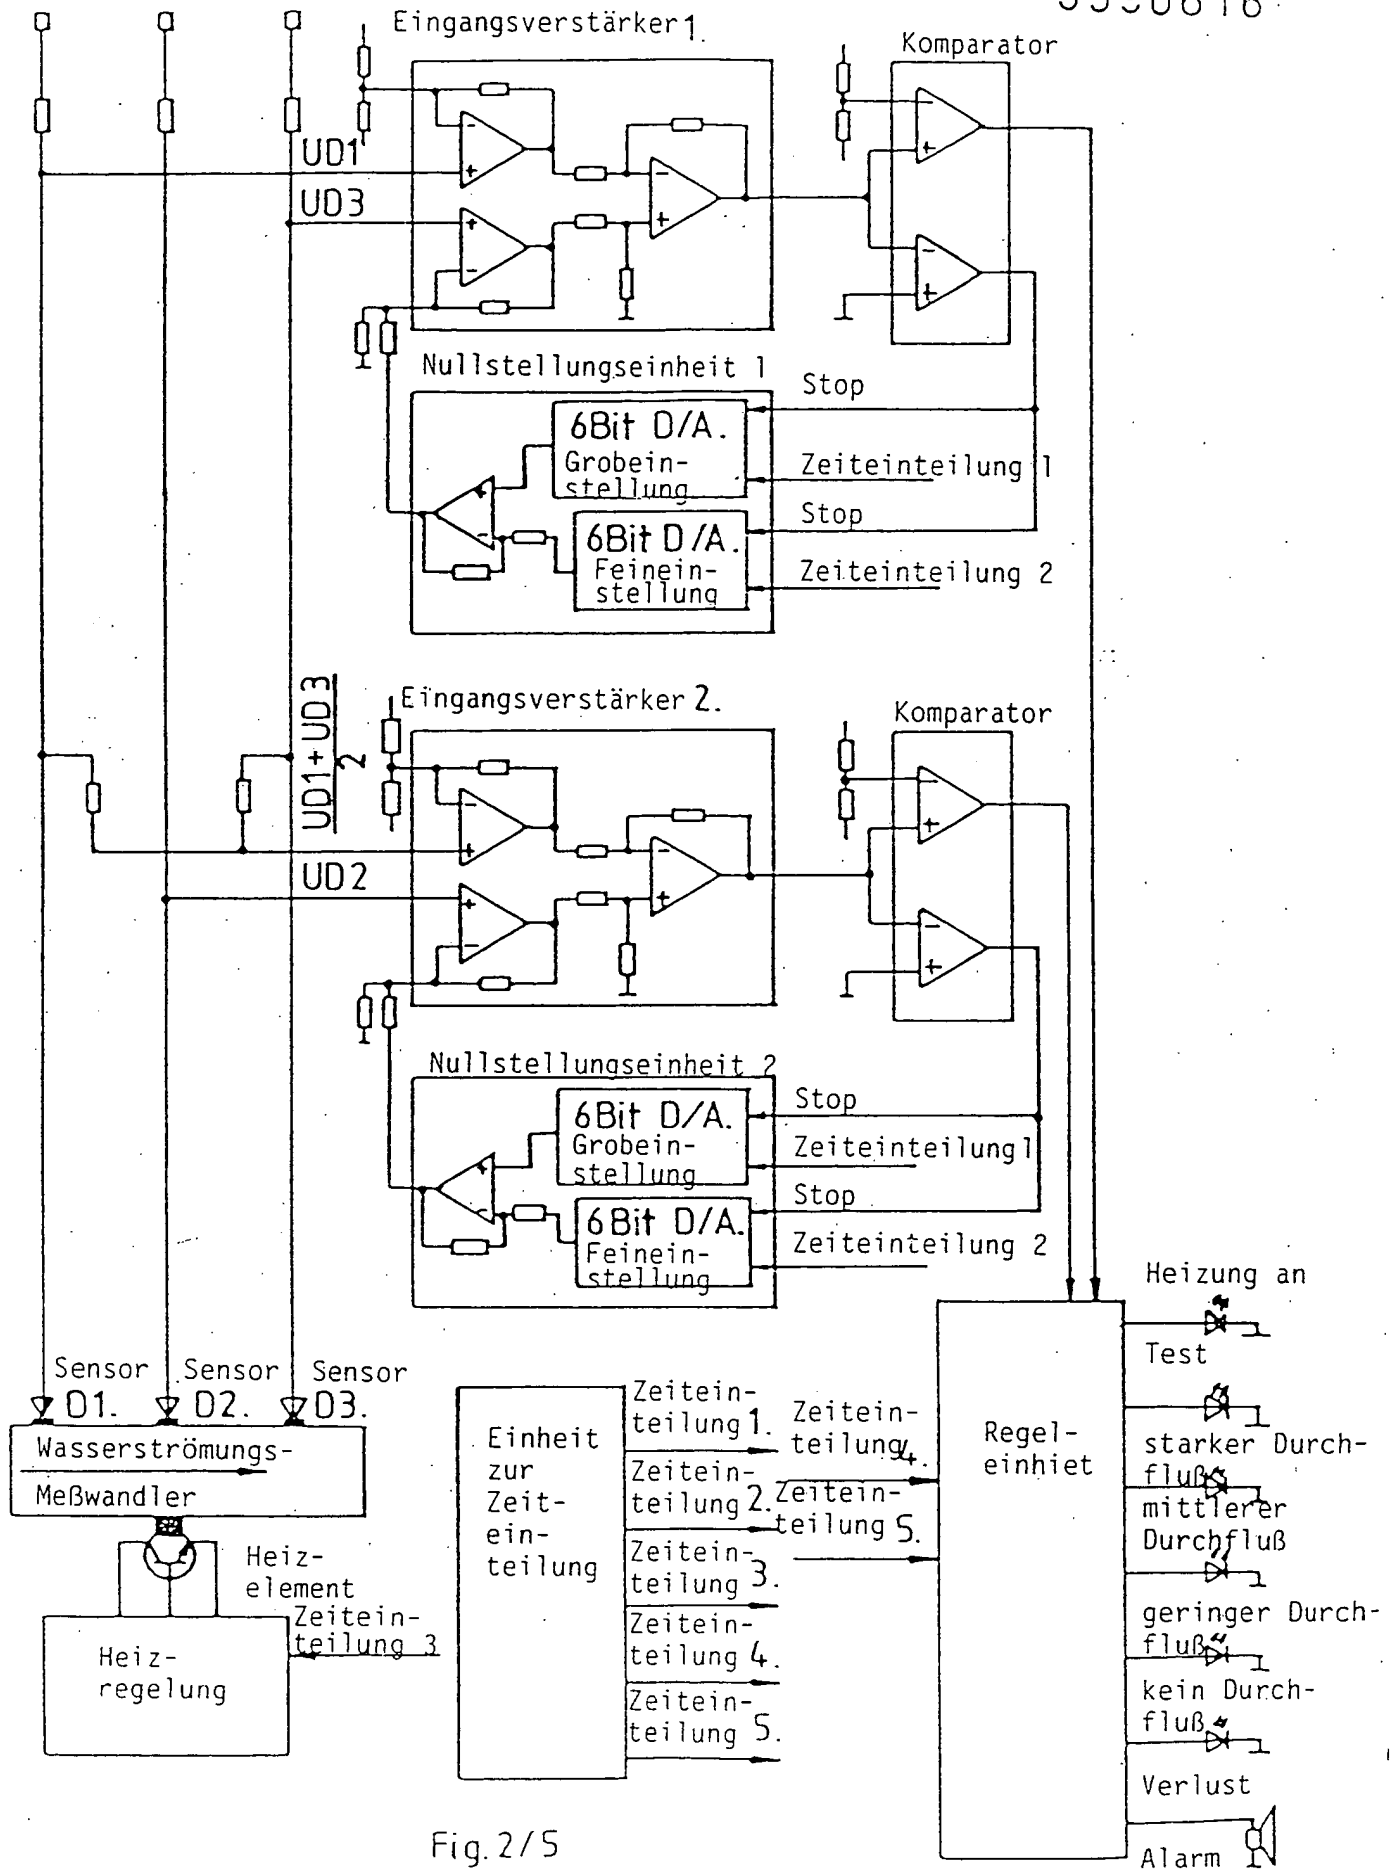 Eingangsverstärker 1.
Komparator
UD1
UD3
-
+
+
-
-
+
-
+
-
+
Nullstellungseinheit 1
Stop
6Bit D/A.
Grobein-
stellung
Zeiteinteilung 1
Stop
6Bit D/A.
Feinein-
stellung
Zeiteinteilung 2
+
-
UD1+UD3
2
Eingangsverstärker 2.
Komparator
UD2
-
+
+
-
-
+
-
+
-
+
Nullstellungseinheit 2
Stop
6Bit D/A.
Grobein-
stellung
Zeiteinteilung 1
Stop
6Bit D/A.
Feinein-
stellung
Zeiteinteilung 2
+
-
Sensor
D1.
Sensor
D2.
Sensor
D3.
Wasserströmungs-
Meßwandler
Heiz-
element
Zeitein-
teilung 3
Heiz-
regelung
Einheit
zur
Zeit-
ein-
teilung
Zeitein-
teilung 1.
Zeitein-
teilung 2.
Zeitein-
teilung 3.
Zeitein-
teilung 4.
Zeitein-
teilung 5.
Zeitein-
teilung 4.
Zeitein-
teilung 5.
Regel-
einhiet
Heizung an
Test
starker Durch-
fluß
mittlerer
Durchfluß
geringer Durch-
fluß
kein Durch-
fluß
Verlust
Alarm
Fig. 2/5